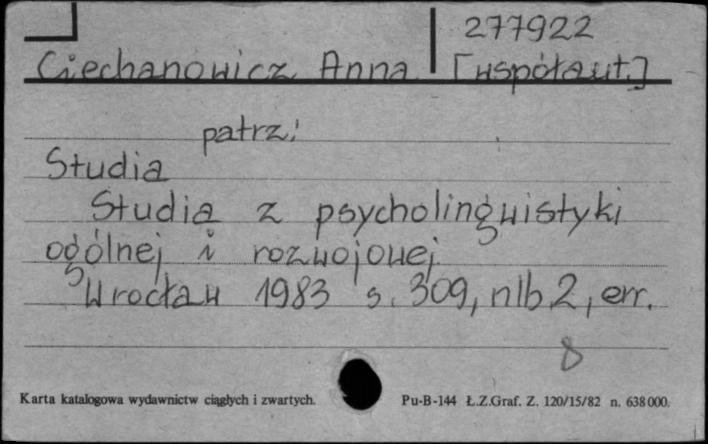 277922
Ciechanowicz Anna [współaut.]
patrz:
Studia
Studia z psycholingwistyki
ogólnej i rozwojowej.
Wrocław 1983 s. 309, nlb 2, err.
8
Karta katalogowa wydawnictw ciągłych i zwartych. Pu-B-144 Ł.Z.Graf. Z. 120/15/82 n. 638000.